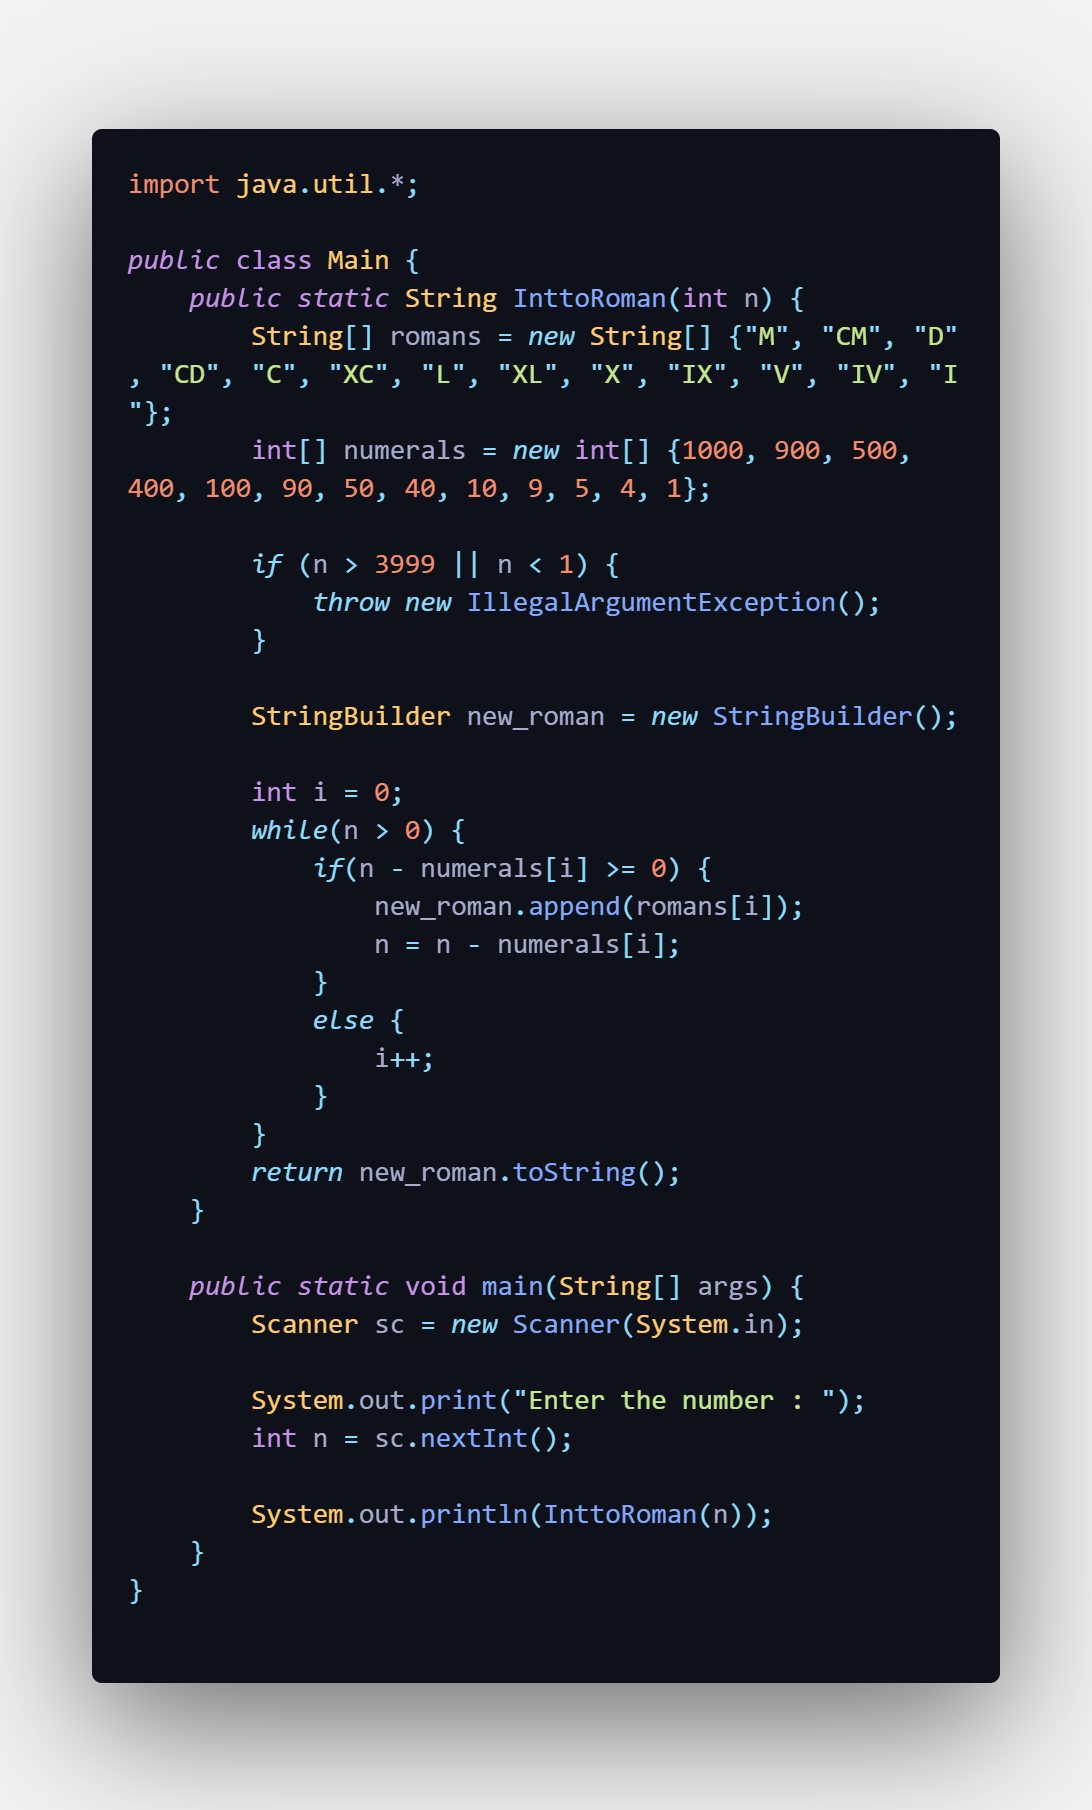 import java.util.*;
public class Main {
    public static String InttoRoman(int n) {
        String[] romans = new String[] {"M", "CM", "D"
, "CD", "C", "XC", "L", "XL", "X", "IX", "V", "IV", "I
"};
        int[] numerals = new int[] {1000, 900, 500,
400, 100, 90, 50, 40, 10, 9, 5, 4, 1};
        if (n > 3999 || n < 1) {
            throw new IllegalArgumentException();
        }
        StringBuilder new_roman = new StringBuilder();
        int i = 0;
        while(n > 0) {
            if(n - numerals[i] >= 0) {
                new_roman.append(romans[i]);
                n = n - numerals[i];
            }
            else {
                i++;
            }
        }
        return new_roman.toString();
    }
    public static void main(String[] args) {
        Scanner sc = new Scanner(System.in);
        System.out.print("Enter the number : ");
        int n = sc.nextInt();
        System.out.println(InttoRoman(n));
    }
}